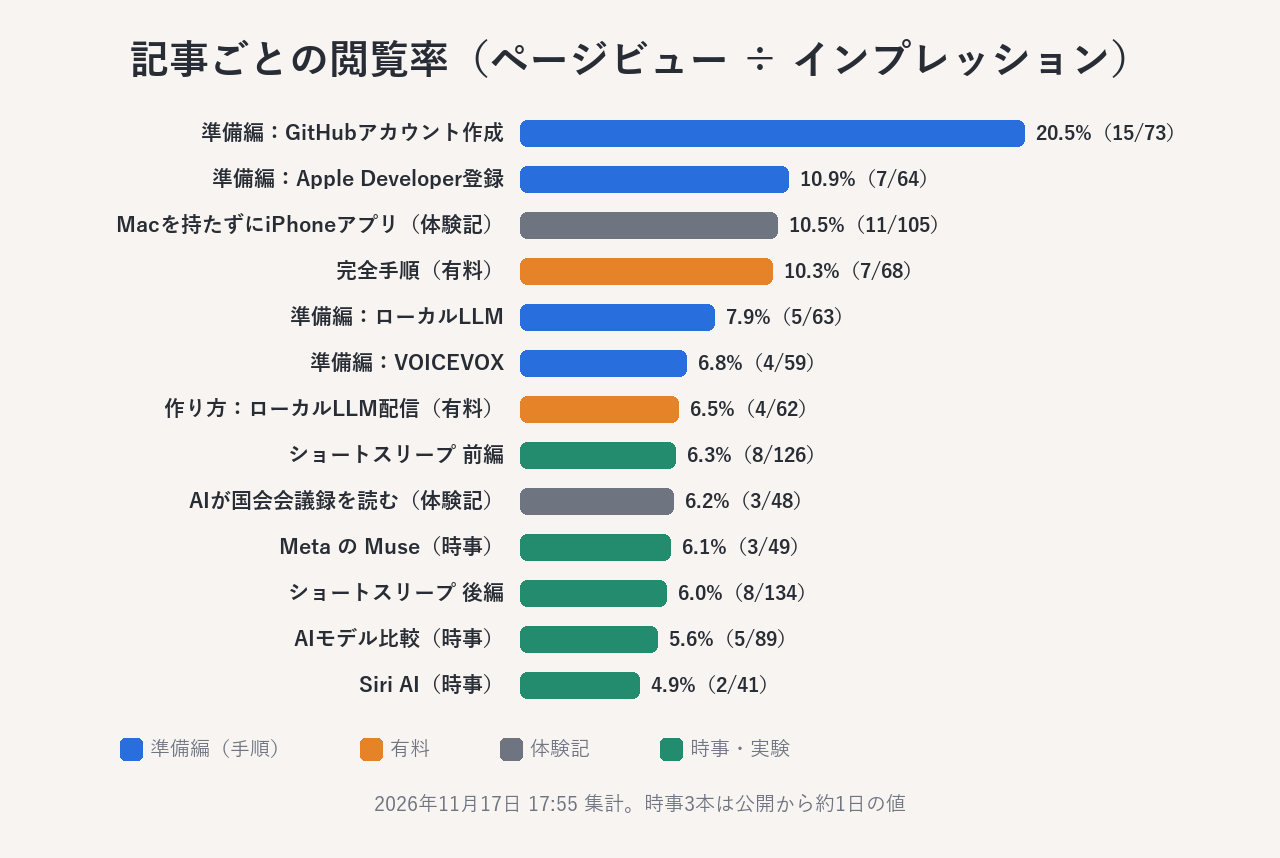 記事ごとの閲覧率（ページビュー ÷ インプレッション）
準備編：GitHubアカウント作成 20.5%（15/73）
準備編：Apple Developer登録 10.9%（7/64）
Macを持たずにiPhoneアプリ（体験記） 10.5%（11/105）
完全手順（有料） 10.3%（7/68）
準備編：ローカルLLM 7.9%（5/63）
準備編：VOICEVOX 6.8%（4/59）
作り方：ローカルLLM配信（有料） 6.5%（4/62）
ショートスリープ 前編 6.3%（8/126）
AIが国会会議録を読む（体験記） 6.2%（3/48）
Meta の Muse（時事） 6.1%（3/49）
ショートスリープ 後編 6.0%（8/134）
AIモデル比較（時事） 5.6%（5/89）
Siri AI（時事） 4.9%（2/41）
準備編（手順） 有料 体験記 時事・実験
2026年11月17日 17:55 集計。時事3本は公開から約1日の値